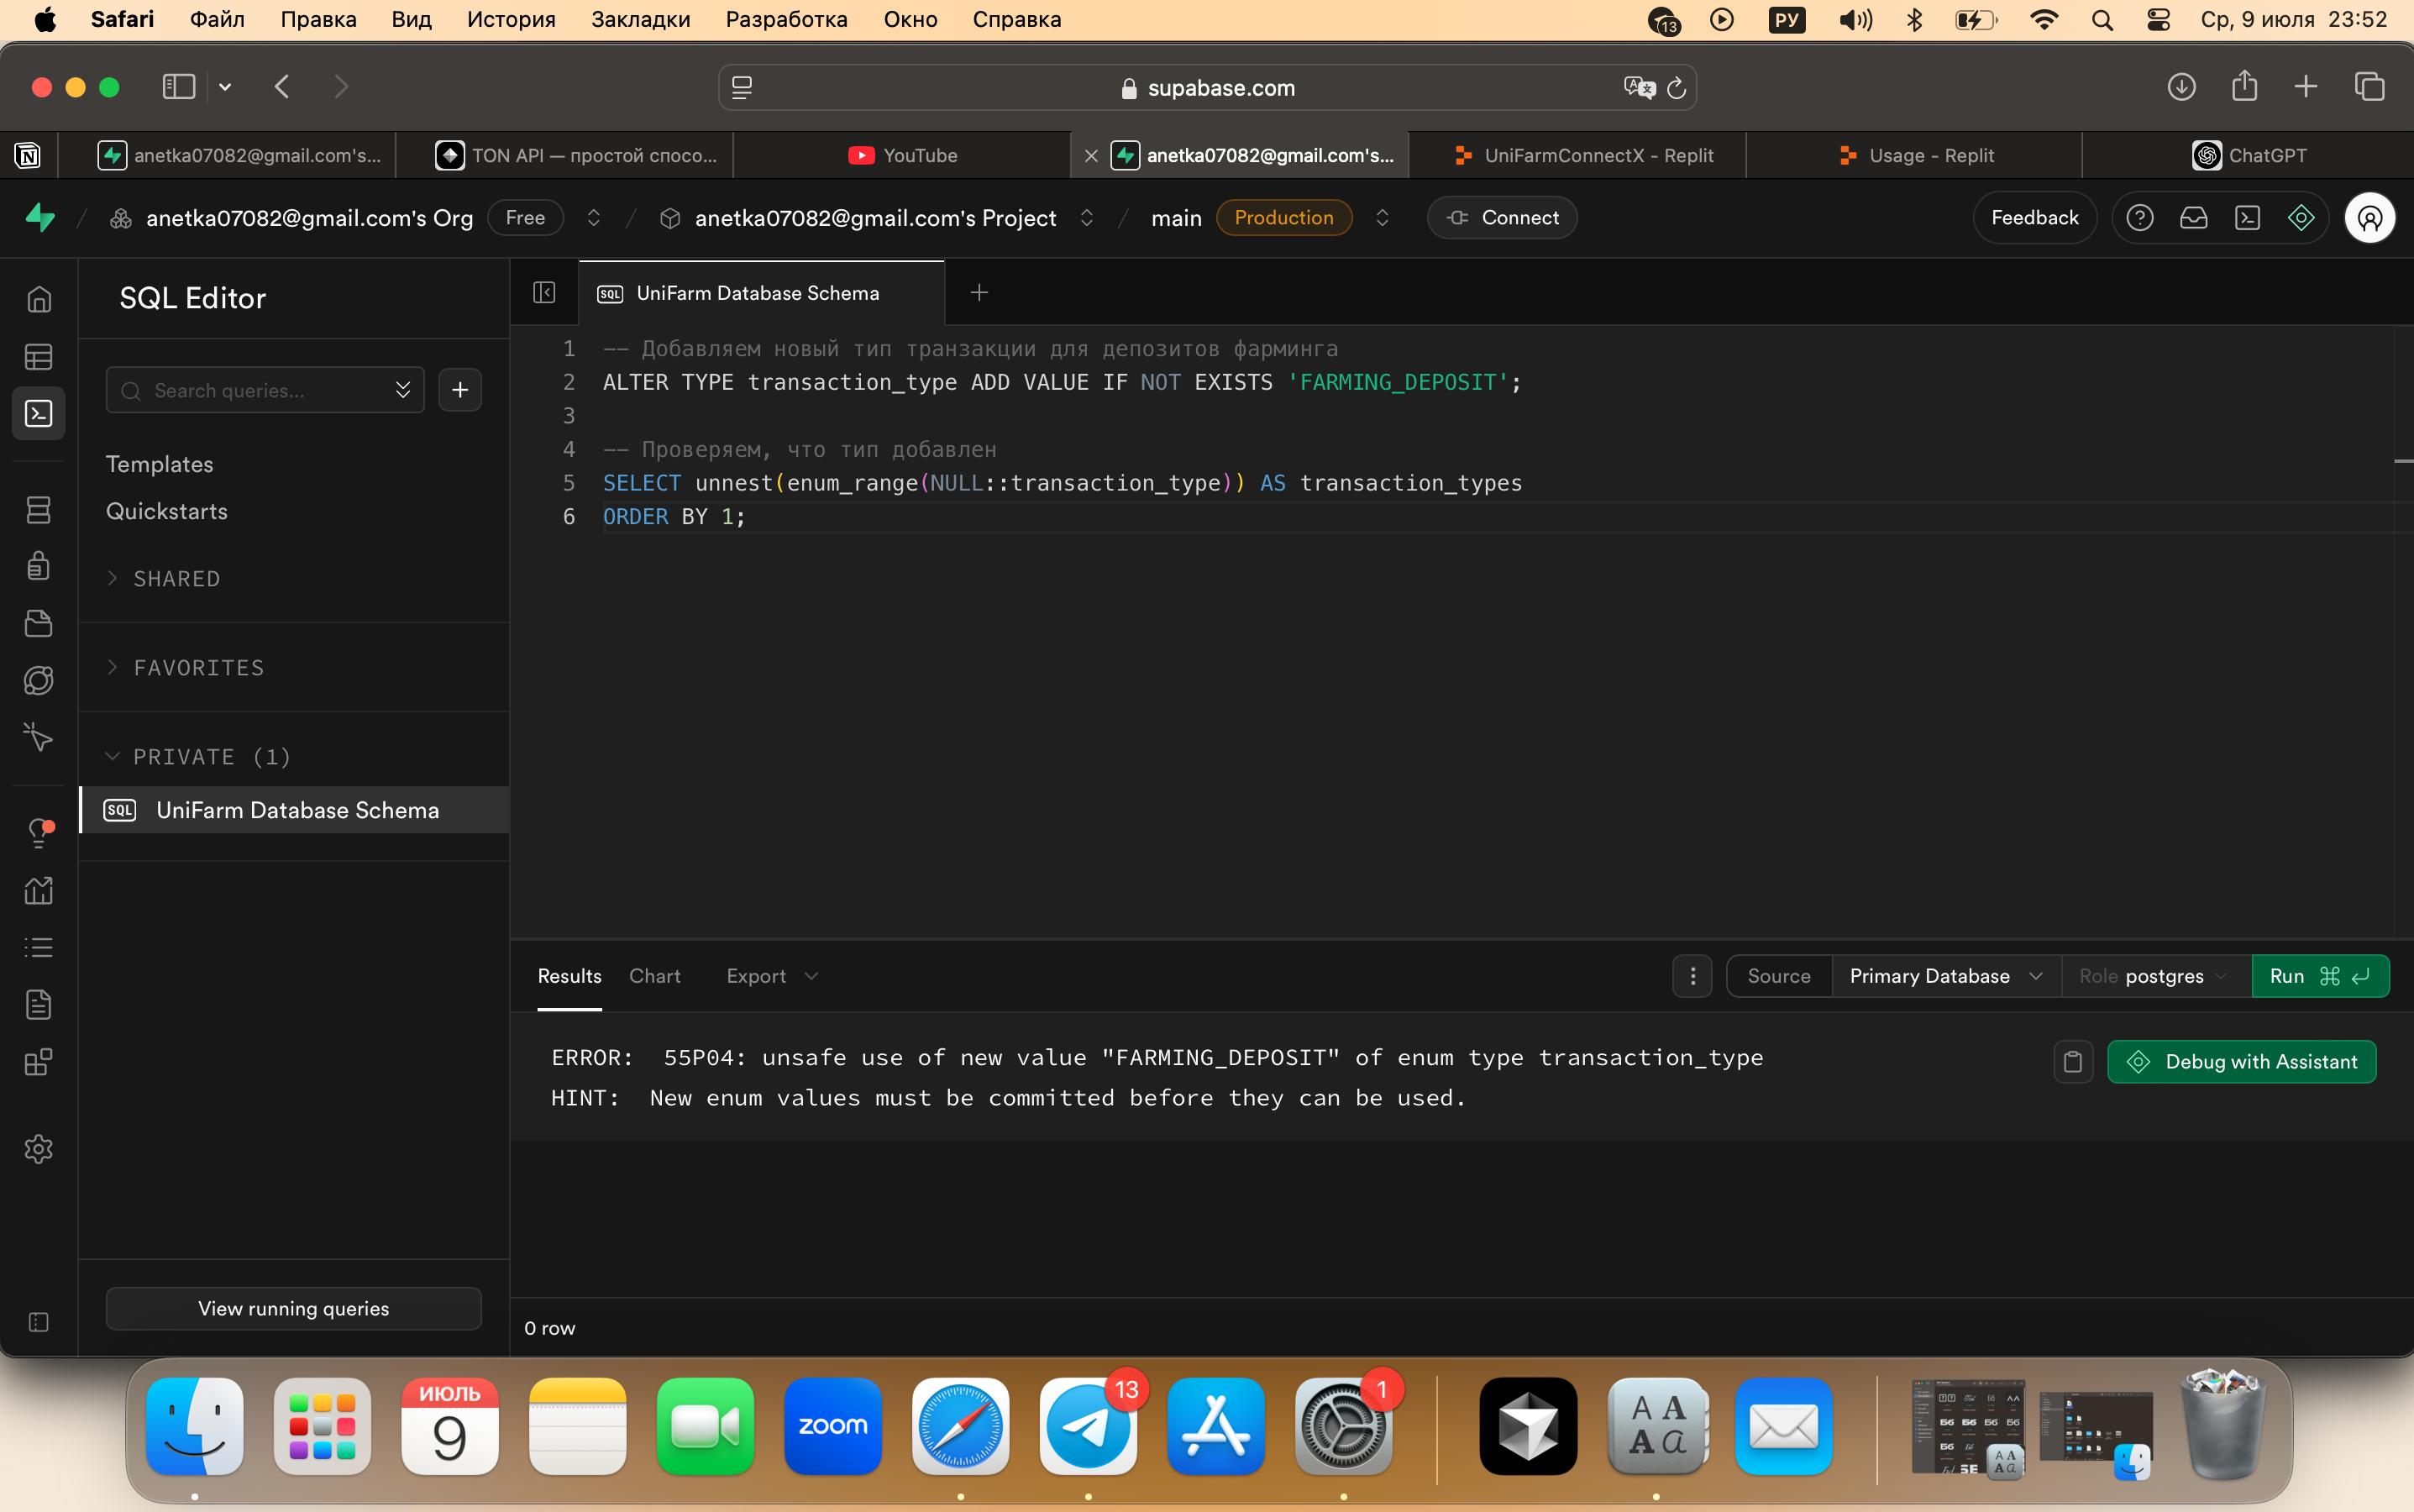 Safari Файл Правка Вид История Закладки Разработка Окно Справка 13 РУ Ср, 9 июля 23:52
supabase.com
anetka07082@gmail.com's... TON API — простой спосо... YouTube anetka07082@gmail.com's... UniFarmConnectX - Replit Usage - Replit ChatGPT
/ anetka07082@gmail.com's Org Free / anetka07082@gmail.com's Project / main Production Connect Feedback
SQL Editor
SQL UniFarm Database Schema
Search queries...
Templates
Quickstarts
SHARED
FAVORITES
PRIVATE (1)
SQL UniFarm Database Schema
View running queries
1 -- Добавляем новый тип транзакции для депозитов фарминга
2 ALTER TYPE transaction_type ADD VALUE IF NOT EXISTS 'FARMING_DEPOSIT';
3
4 -- Проверяем, что тип добавлен
5 SELECT unnest(enum_range(NULL::transaction_type)) AS transaction_types
6 ORDER BY 1;
Results Chart Export Source Primary Database Role postgres Run ⌘
ERROR: 55P04: unsafe use of new value "FARMING_DEPOSIT" of enum type transaction_type
HINT: New enum values must be committed before they can be used.
Debug with Assistant
0 row
ИЮЛЬ
9
zoom
13
1